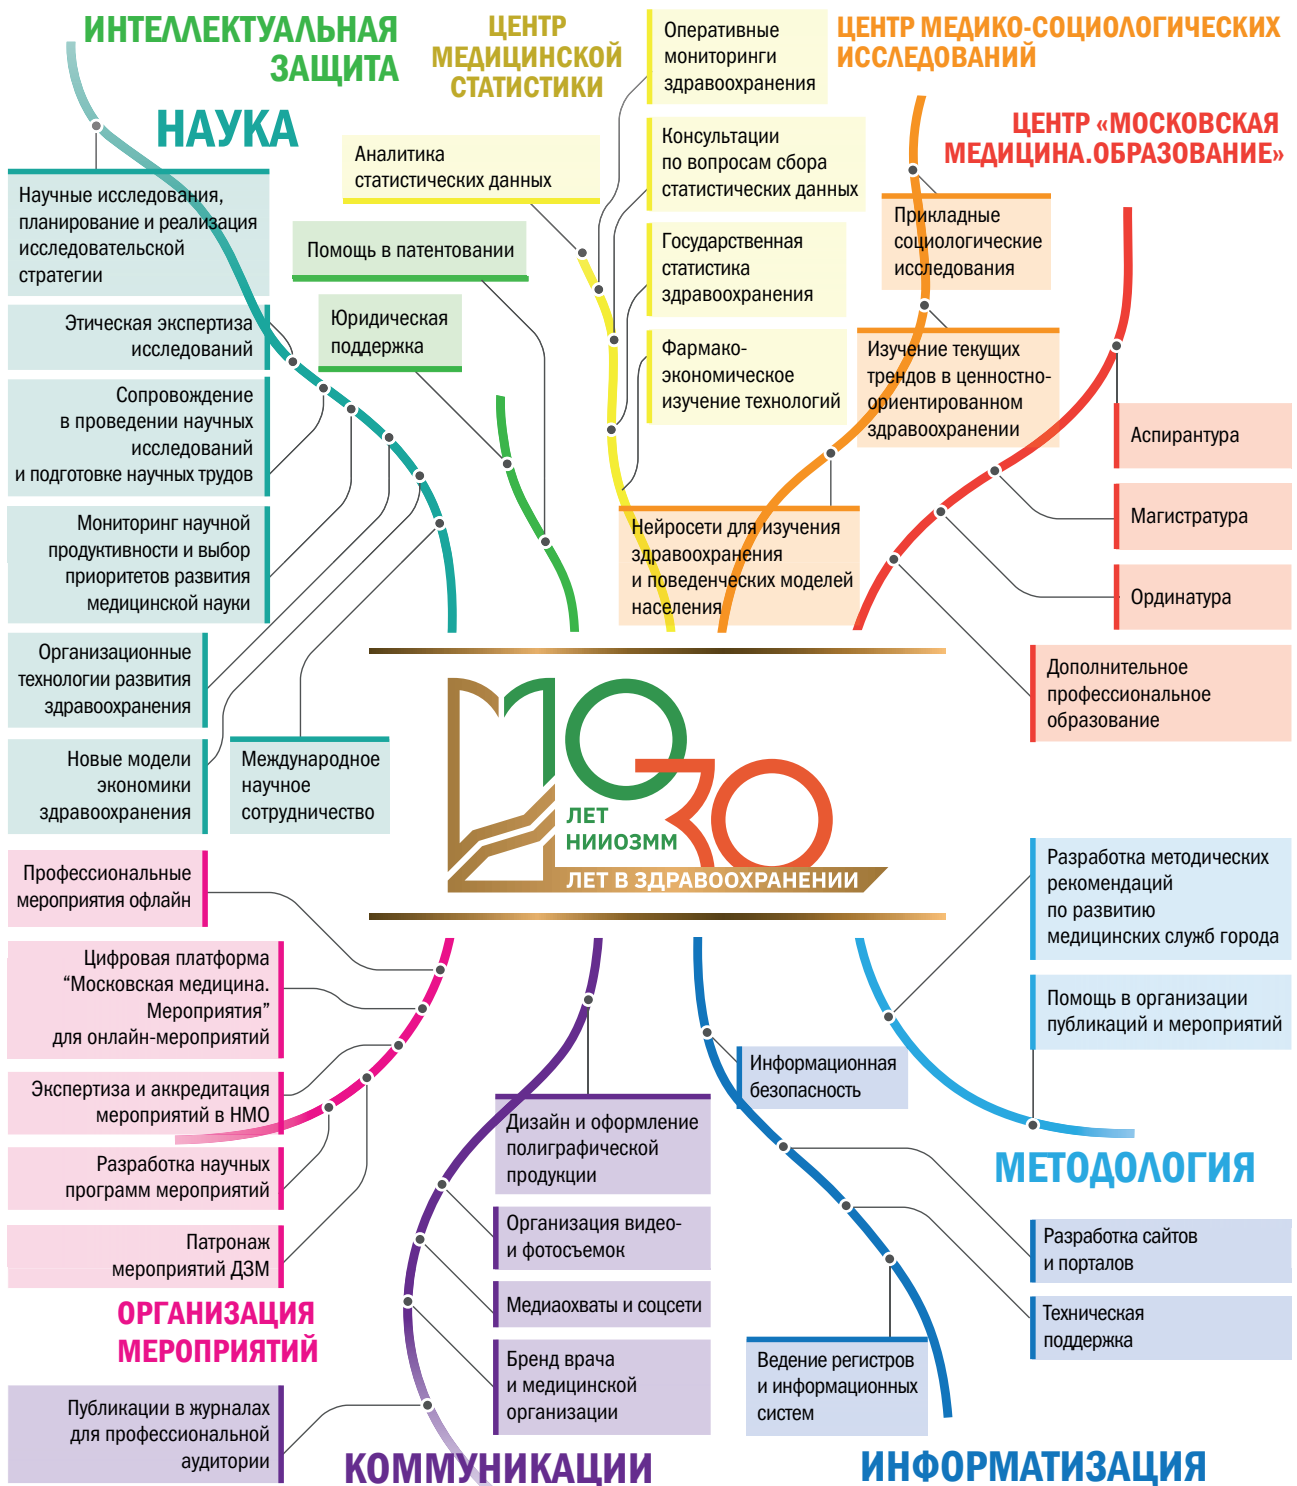 ИНТЕЛЛЕКТУАЛЬНАЯ
ЗАЩИТА
НАУКА
Научные исследования,
планирование и реализация
исследовательской
стратегии
Этическая экспертиза
исследований
Сопровождение
в проведении научных
исследований
и подготовке научных трудов
Мониторинг научной
продуктивности и выбор
приоритетов развития
медицинской науки
Организационные
технологии развития
здравоохранения
Новые модели
экономики
здравоохранения
Международное
научное
сотрудничество
Помощь в патентовании
Юридическая
поддержка
ЦЕНТР
МЕДИЦИНСКОЙ
СТАТИСТИКИ
Аналитика
статистических данных
Оперативные
мониторинги
здравоохранения
Консультации
по вопросам сбора
статистических данных
Государственная
статистика
здравоохранения
Фармако-
экономическое
изучение технологий
ЦЕНТР МЕДИКО-СОЦИОЛОГИЧЕСКИХ
ИССЛЕДОВАНИЙ
Прикладные
социологические
исследования
Изучение текущих
трендов в ценностно-
ориентированном
здравоохранении
Нейросети для изучения
здравоохранения
и поведенческих моделей
населения
ЦЕНТР «МОСКОВСКАЯ
МЕДИЦИНА.ОБРАЗОВАНИЕ»
Аспирантура
Магистратура
Ординатура
Дополнительное
профессиональное
образование
10
30
ЛЕТ
НИИОЗММ
ЛЕТ В ЗДРАВООХРАНЕНИИ
Профессиональные
мероприятия офлайн
Цифровая платформа
“Московская медицина.
Мероприятия”
для онлайн-мероприятий
Экспертиза и аккредитация
мероприятий в НМО
Разработка научных
программ мероприятий
Патронаж
мероприятий ДЗМ
ОРГАНИЗАЦИЯ
МЕРОПРИЯТИЙ
Публикации в журналах
для профессиональной
аудитории
Дизайн и оформление
полиграфической
продукции
Организация видео-
и фотосъемок
Медиаохваты и соцсети
Бренд врача
и медицинской
организации
КОММУНИКАЦИИ
Информационная
безопасность
Разработка методических
рекомендаций
по развитию
медицинских служб города
Помощь в организации
публикаций и мероприятий
МЕТОДОЛОГИЯ
Разработка сайтов
и порталов
Техническая
поддержка
Ведение регистров
и информационных
систем
ИНФОРМАТИЗАЦИЯ